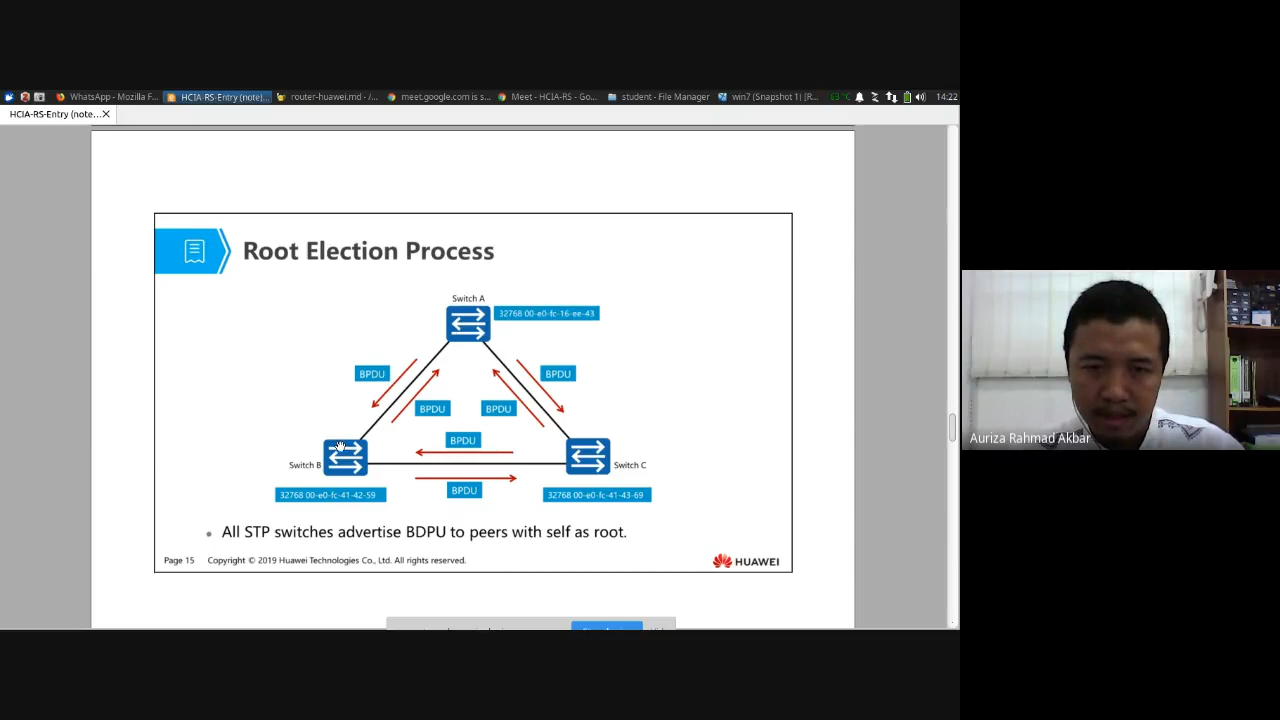 WhatsApp - Mozilla F...
HCIA-RS-Entry (note)...
router-huawei.md - /...
meet.google.com is s...
Meet - HCIA-RS - Go...
student - File Manager
win7 (Snapshot 1) [R...
63°C
14:22
HCIA-RS-Entry (note...
Root Election Process
Switch A
32768 00-e0-fc-16-ee-43
BPDU
BPDU
BPDU
BPDU
BPDU
Switch B
Switch C
BPDU
32768 00-e0-fc-41-42-59
32768 00-e0-fc-41-43-69
• All STP switches advertise BDPU to peers with self as root.
Page 15 Copyright © 2019 Huawei Technologies Co., Ltd. All rights reserved.
HUAWEI
Auriza Rahmad Akbar